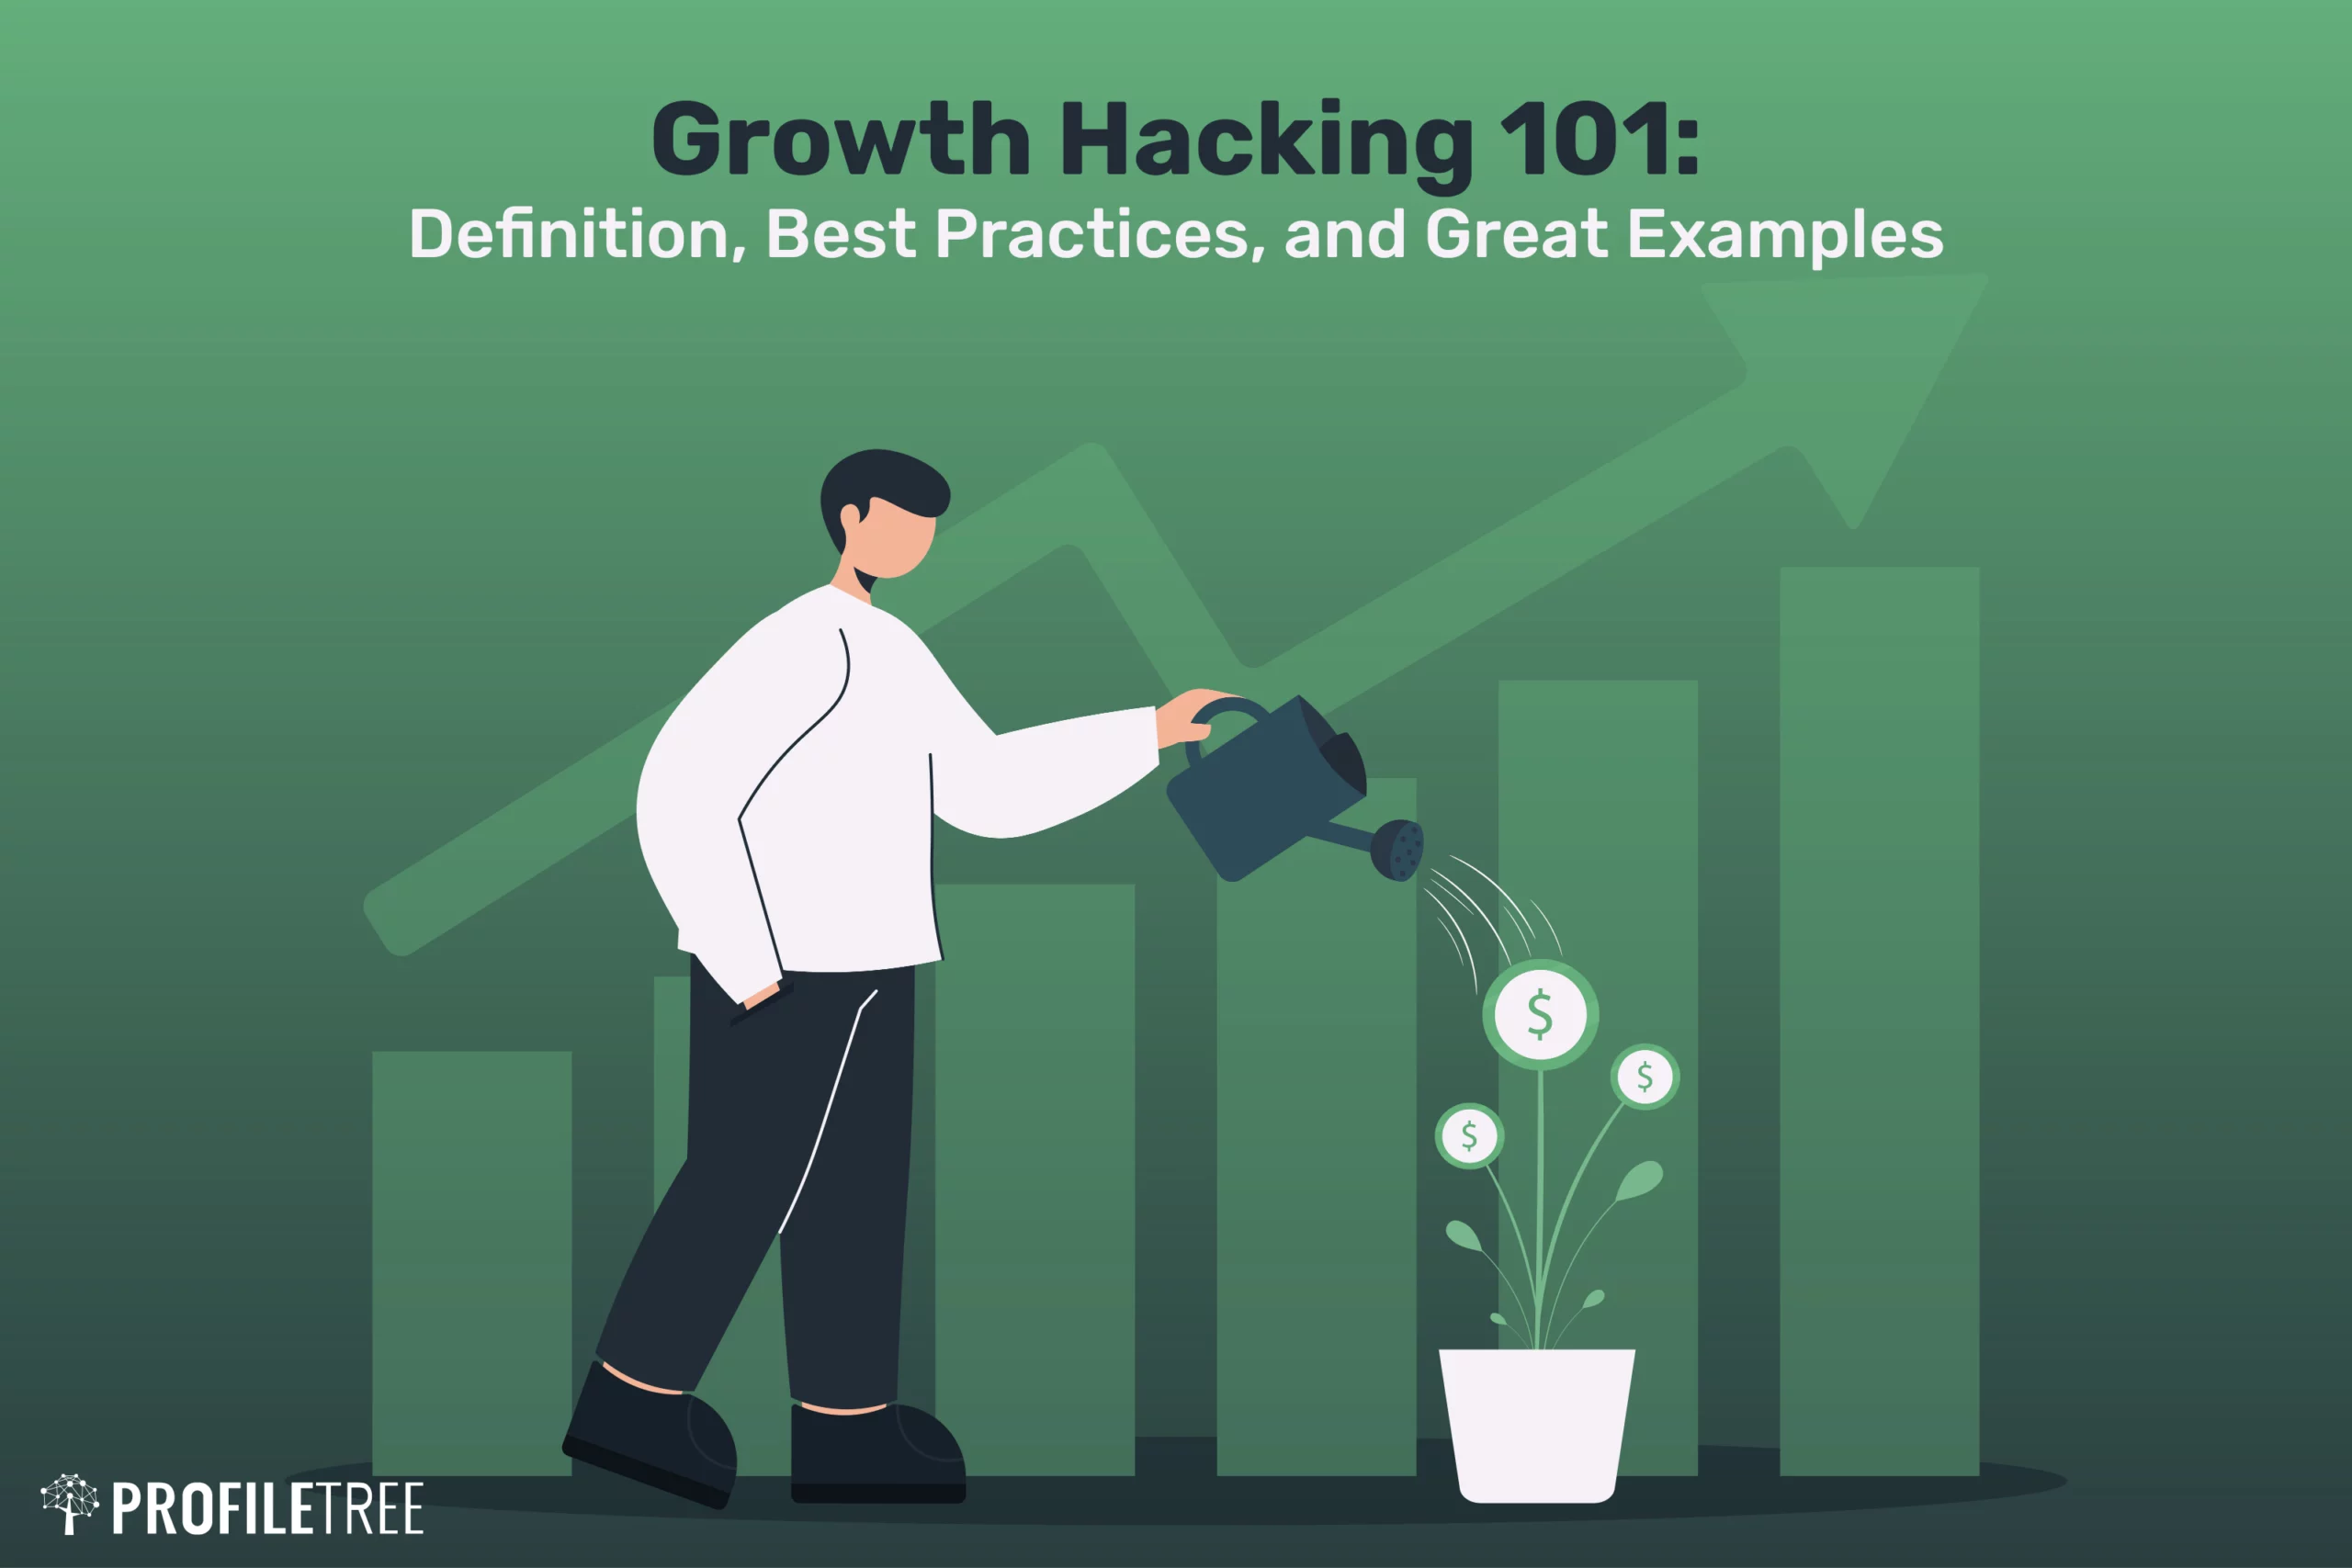 Growth Hacking 101:
Definition, Best Practices, and Great Examples
$
$
$
PROFILETREE